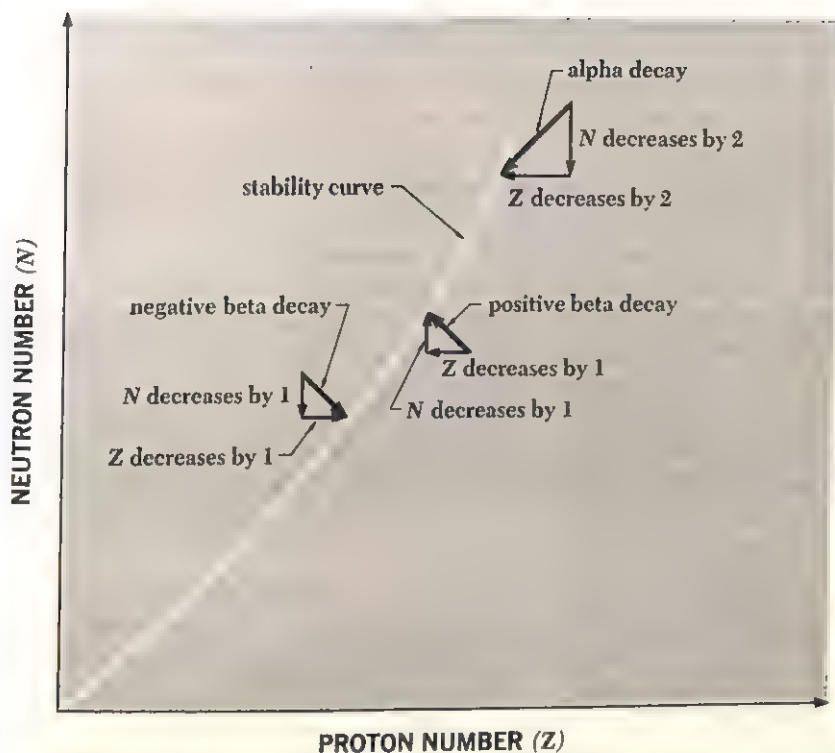 alpha decay
N decreases by 2
Z decreases by 2
stability curve
negative beta decay
positive beta decay
N decreases by 1
Z decreases by 1
Z decreases by 1
N decreases by 1
NEUTRON NUMBER (N)
PROTON NUMBER (Z)